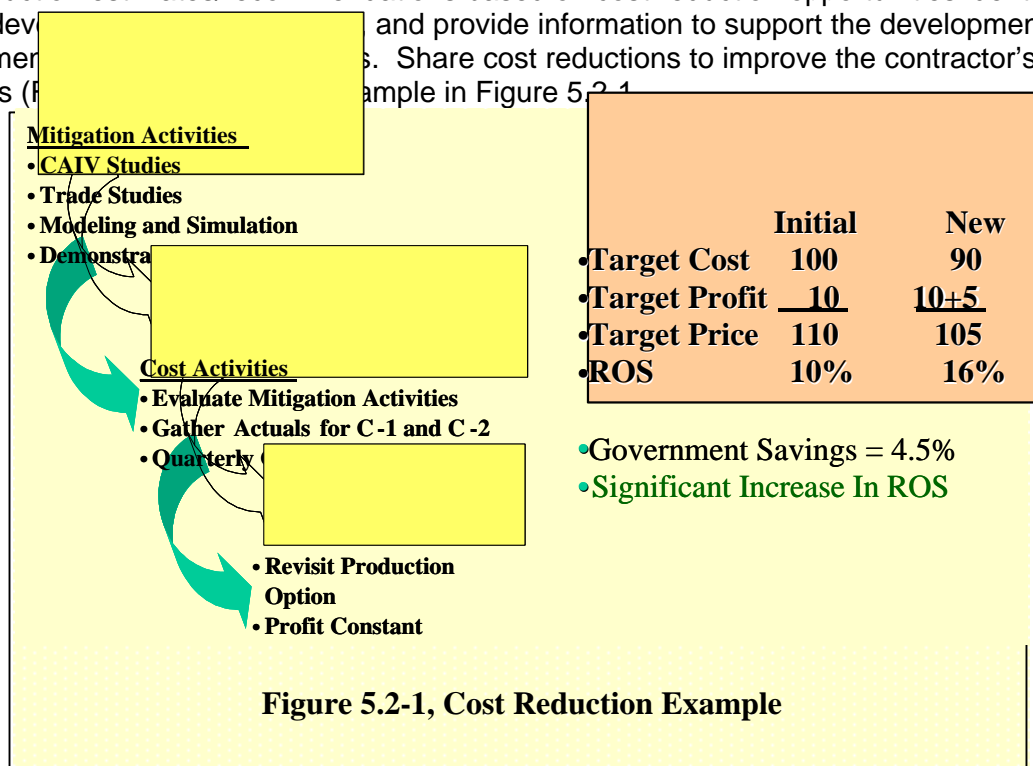 and provide information to support the development
Share cost reductions to improve the contractor's
ample in Figure 5.2-1
Mitigation Activities
• CAIV Studies
• Trade Studies
• Modeling and Simulation
• Demonstra
Cost Activities
• Evaluate Mitigation Activities
• Gather Actuals for C-1 and C-2
• Quarterly
• Revisit Production
Option
• Profit Constant
Initial New
•Target Cost 100 90
•Target Profit 10 10+5
•Target Price 110 105
•ROS 10% 16%
•Government Savings = 4.5%
•Significant Increase In ROS
Figure 5.2-1, Cost Reduction Example